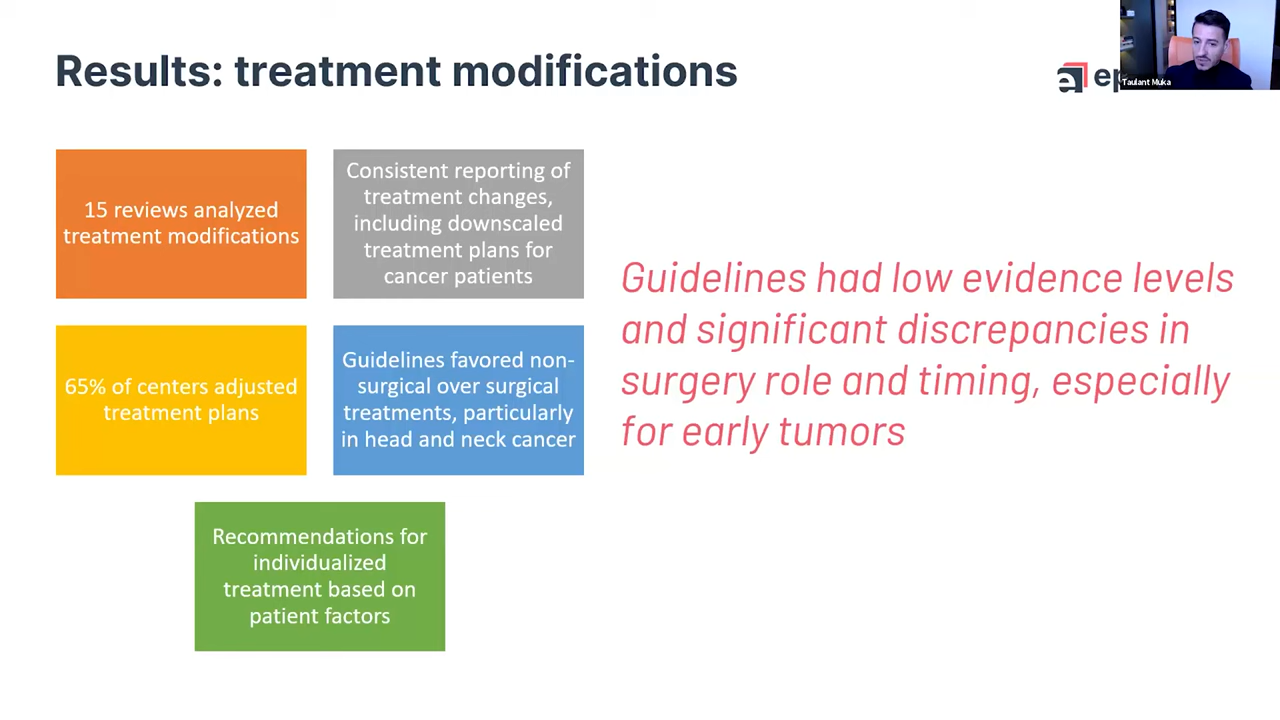 Results: treatment modifications
Taulant Muka
15 reviews analyzed
treatment modifications
Consistent reporting of
treatment changes,
including downscaled
treatment plans for
cancer patients
65% of centers adjusted
treatment plans
Guidelines favored non-
surgical over surgical
treatments, particularly
in head and neck cancer
Recommendations for
individualized
treatment based on
patient factors
Guidelines had low evidence levels
and significant discrepancies in
surgery role and timing, especially
for early tumors